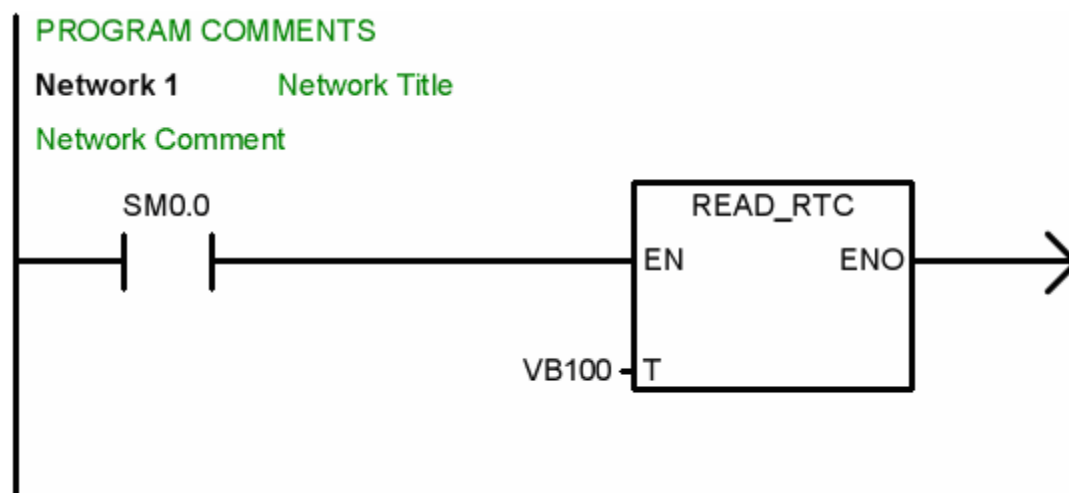 PROGRAM COMMENTS
Network 1 Network Title
Network Comment
SM0.0
READ_RTC
EN ENO
VB100 T